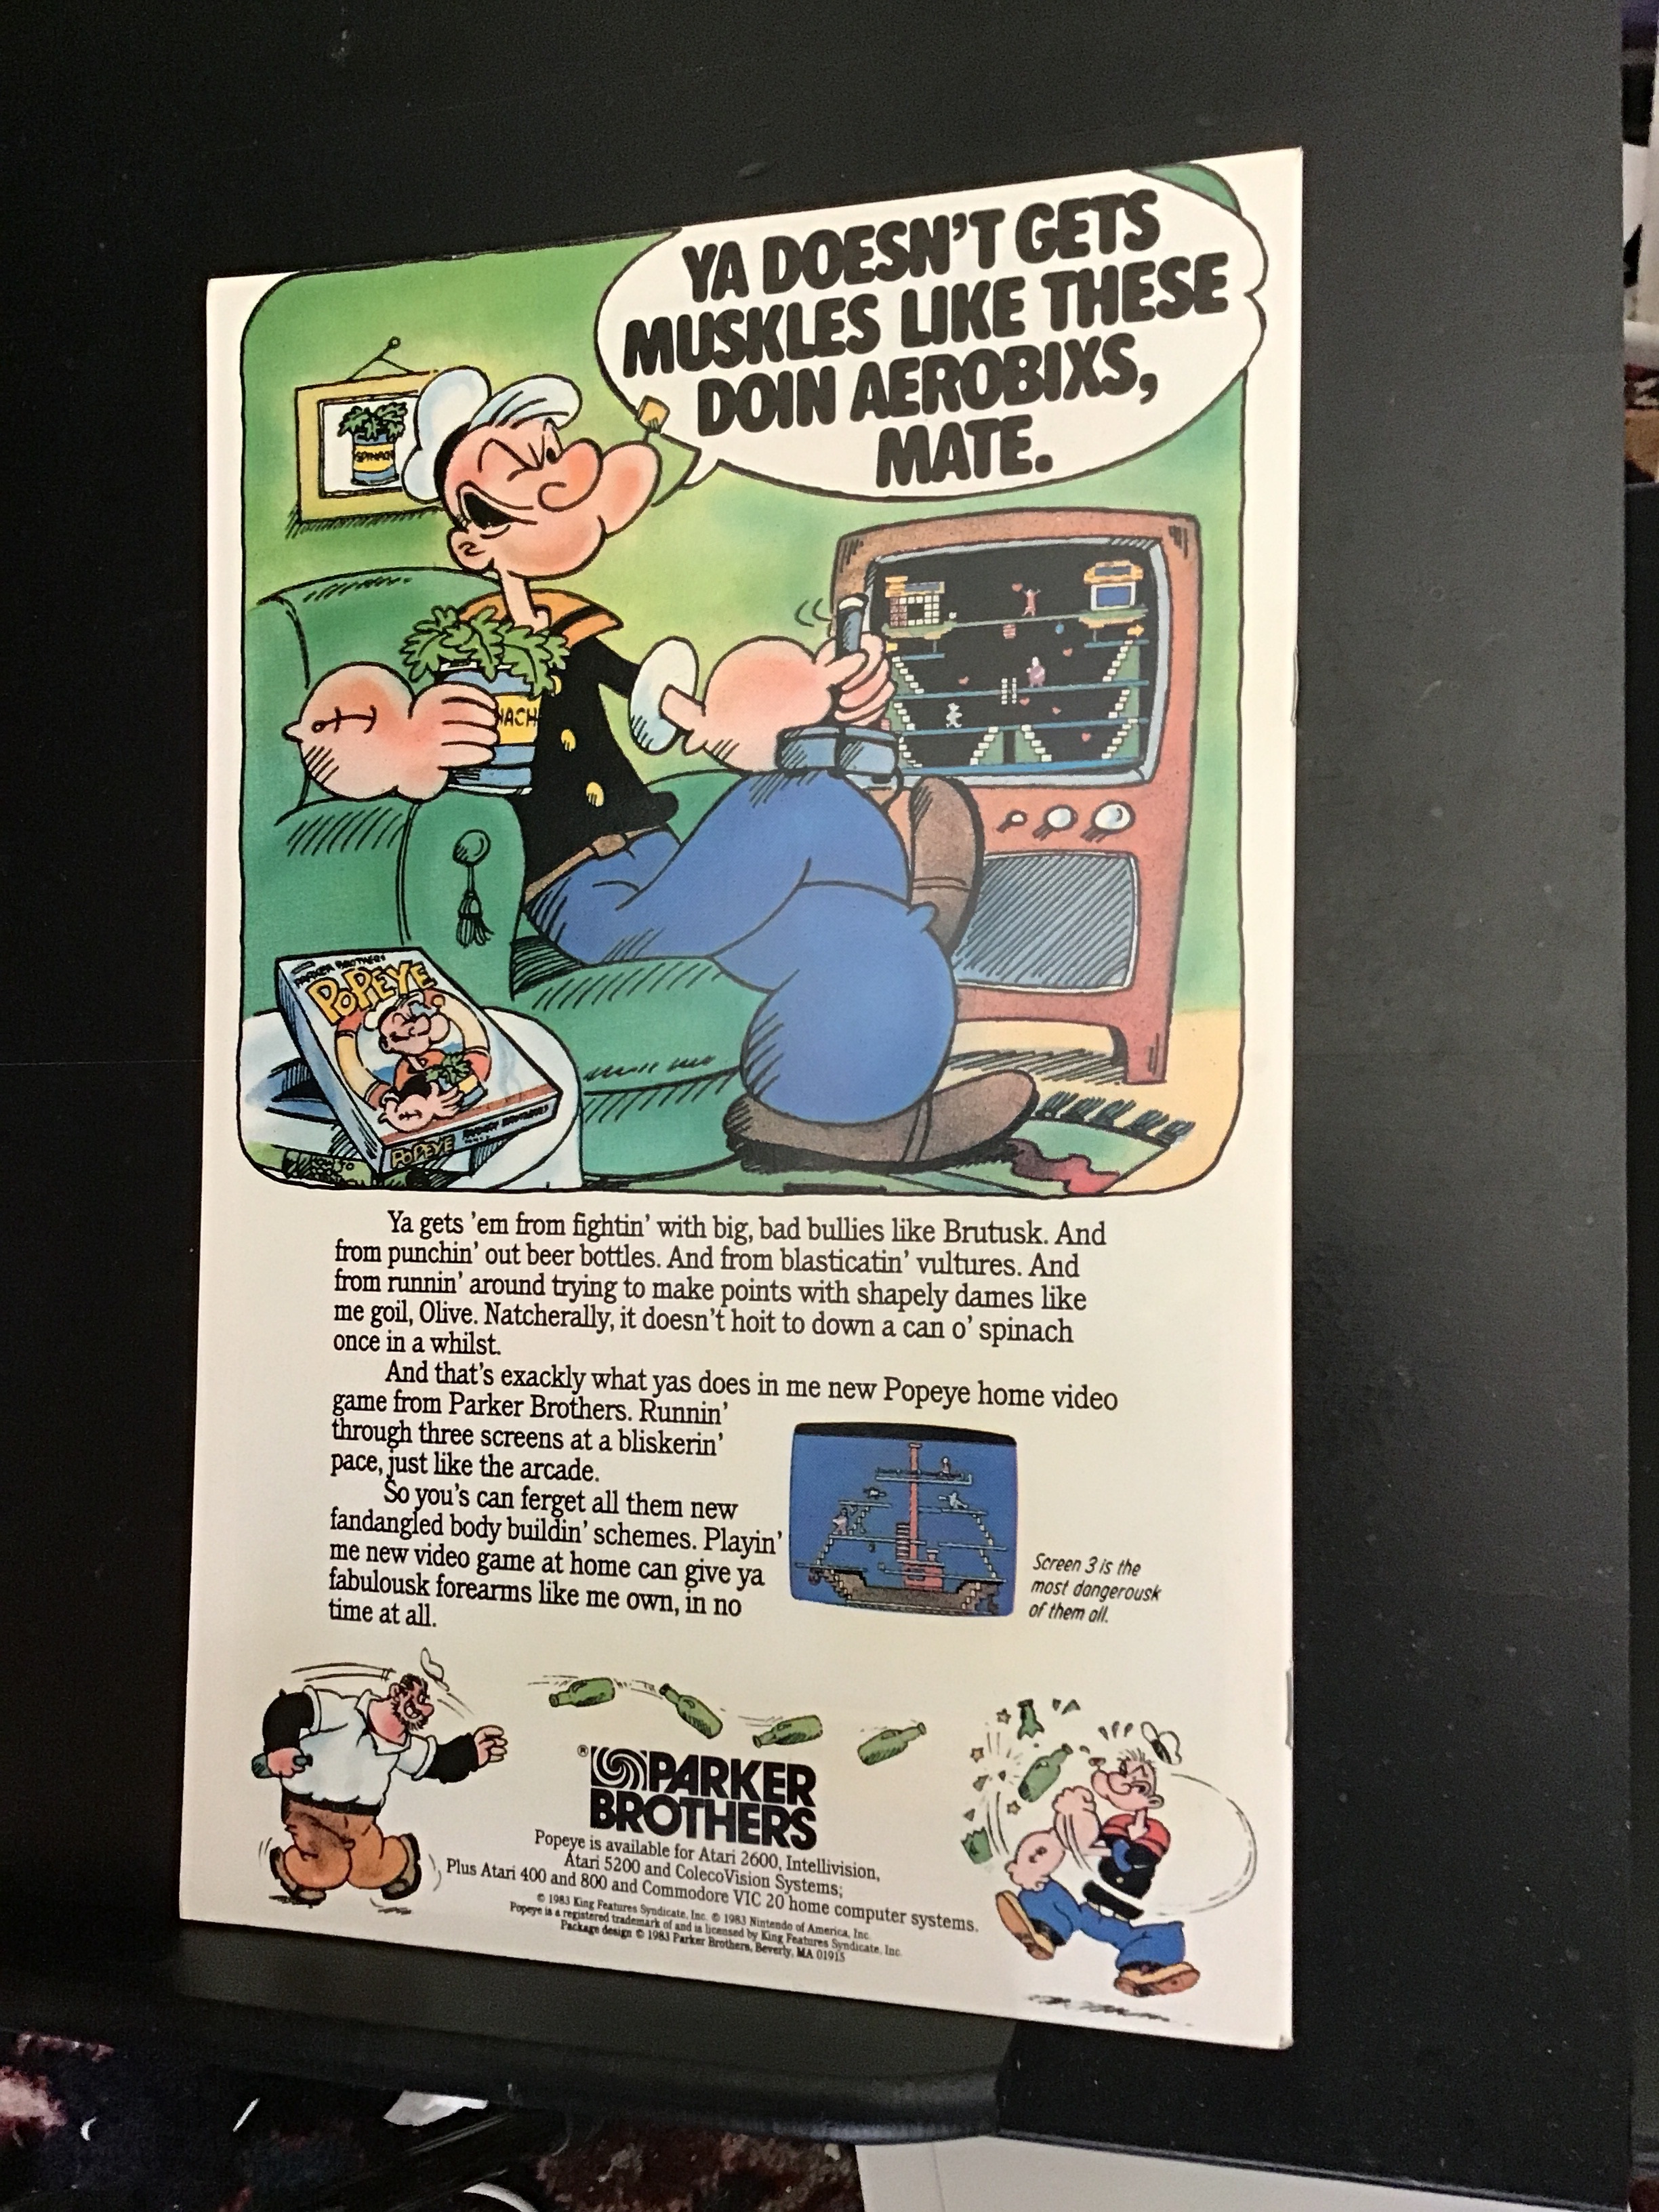 YA DOESN'T GETS
MUSKLES LIKE THESE
DOIN AEROBIXS,
MATE.
SPINACH
NACH
PARKER BROTHERS
POPEYE
POPEYE PARKER BROTHERS
HOW TO
Ya gets 'em from fightin' with big, bad bullies like Brutusk. And
from punchin' out beer bottles. And from blasticatin' vultures. And
from runnin' around trying to make points with shapely dames like
me goil, Olive. Natcherally, it doesn't hoit to down a can o' spinach
once in a whilst.
And that's exackly what yas does in me new Popeye home video
game from Parker Brothers. Runnin'
through three screens at a bliskerin'
pace, just like the arcade.
So you's can ferget all them new
fandangled body buildin' schemes. Playin'
me new video game at home can give ya
fabulousk forearms like me own, in no
time at all.
Screen 3 is the
most dangerousk
of them all.
® PARKER
BROTHERS
Popeye is available for Atari 2600, Intellivision,
Atari 5200 and ColecoVision Systems;
Plus Atari 400 and 800 and Commodore VIC 20 home computer systems.
© 1983 King Features Syndicate, Inc. © 1983 Nintendo of America, Inc.
Popeye is a registered trademark of and is licensed by King Features Syndicate, Inc.
Package design © 1983 Parker Brothers, Beverly, MA 01915